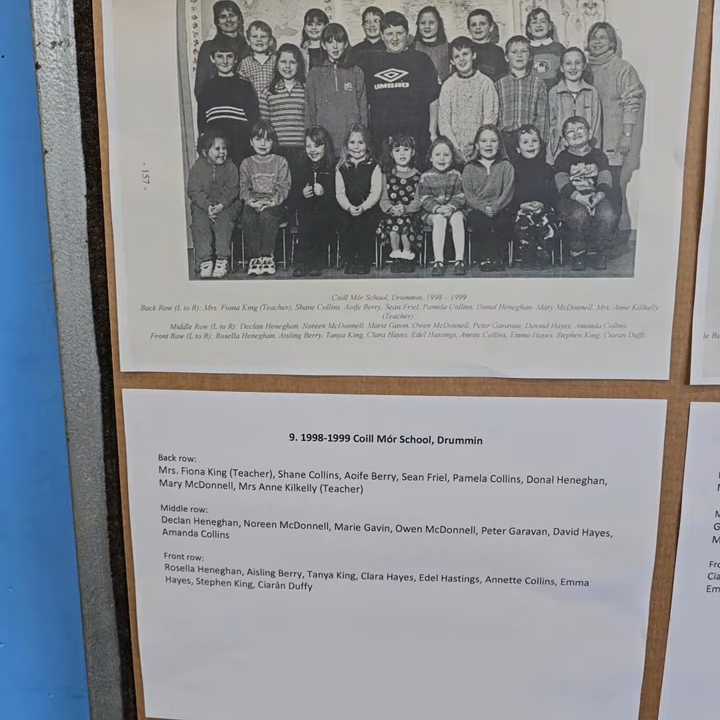 UMBRO
- 157 -
Coill Mór School, Drummin, 1998 – 1999
Back Row (L to R): Mrs. Fiona King (Teacher), Shane Collins, Aoife Berry, Sean Friel, Pamela Collins, Donal Heneghan, Mary McDonnell, Mrs. Anne Kilkelly
(Teacher)
Middle Row (L to R): Declan Heneghan, Noreen McDonnell, Marie Gavin, Owen McDonnell, Peter Garavan, David Hayes, Amanda Collins
Front Row (L to R): Rosella Heneghan, Aisling Berry, Tanya King, Clara Hayes, Edel Hastings, Anette Collins, Emma Hayes, Stephen King, Ciaran Duffy.
9. 1998-1999 Coill Mór School, Drummin
Back row:
Mrs. Fiona King (Teacher), Shane Collins, Aoife Berry, Sean Friel, Pamela Collins, Donal Heneghan,
Mary McDonnell, Mrs Anne Kilkelly (Teacher)
Middle row:
Declan Heneghan, Noreen McDonnell, Marie Gavin, Owen McDonnell, Peter Garavan, David Hayes,
Amanda Collins
Front row:
Rosella Heneghan, Aisling Berry, Tanya King, Clara Hayes, Edel Hastings, Annette Collins, Emma
Hayes, Stephen King, Ciarán Duffy